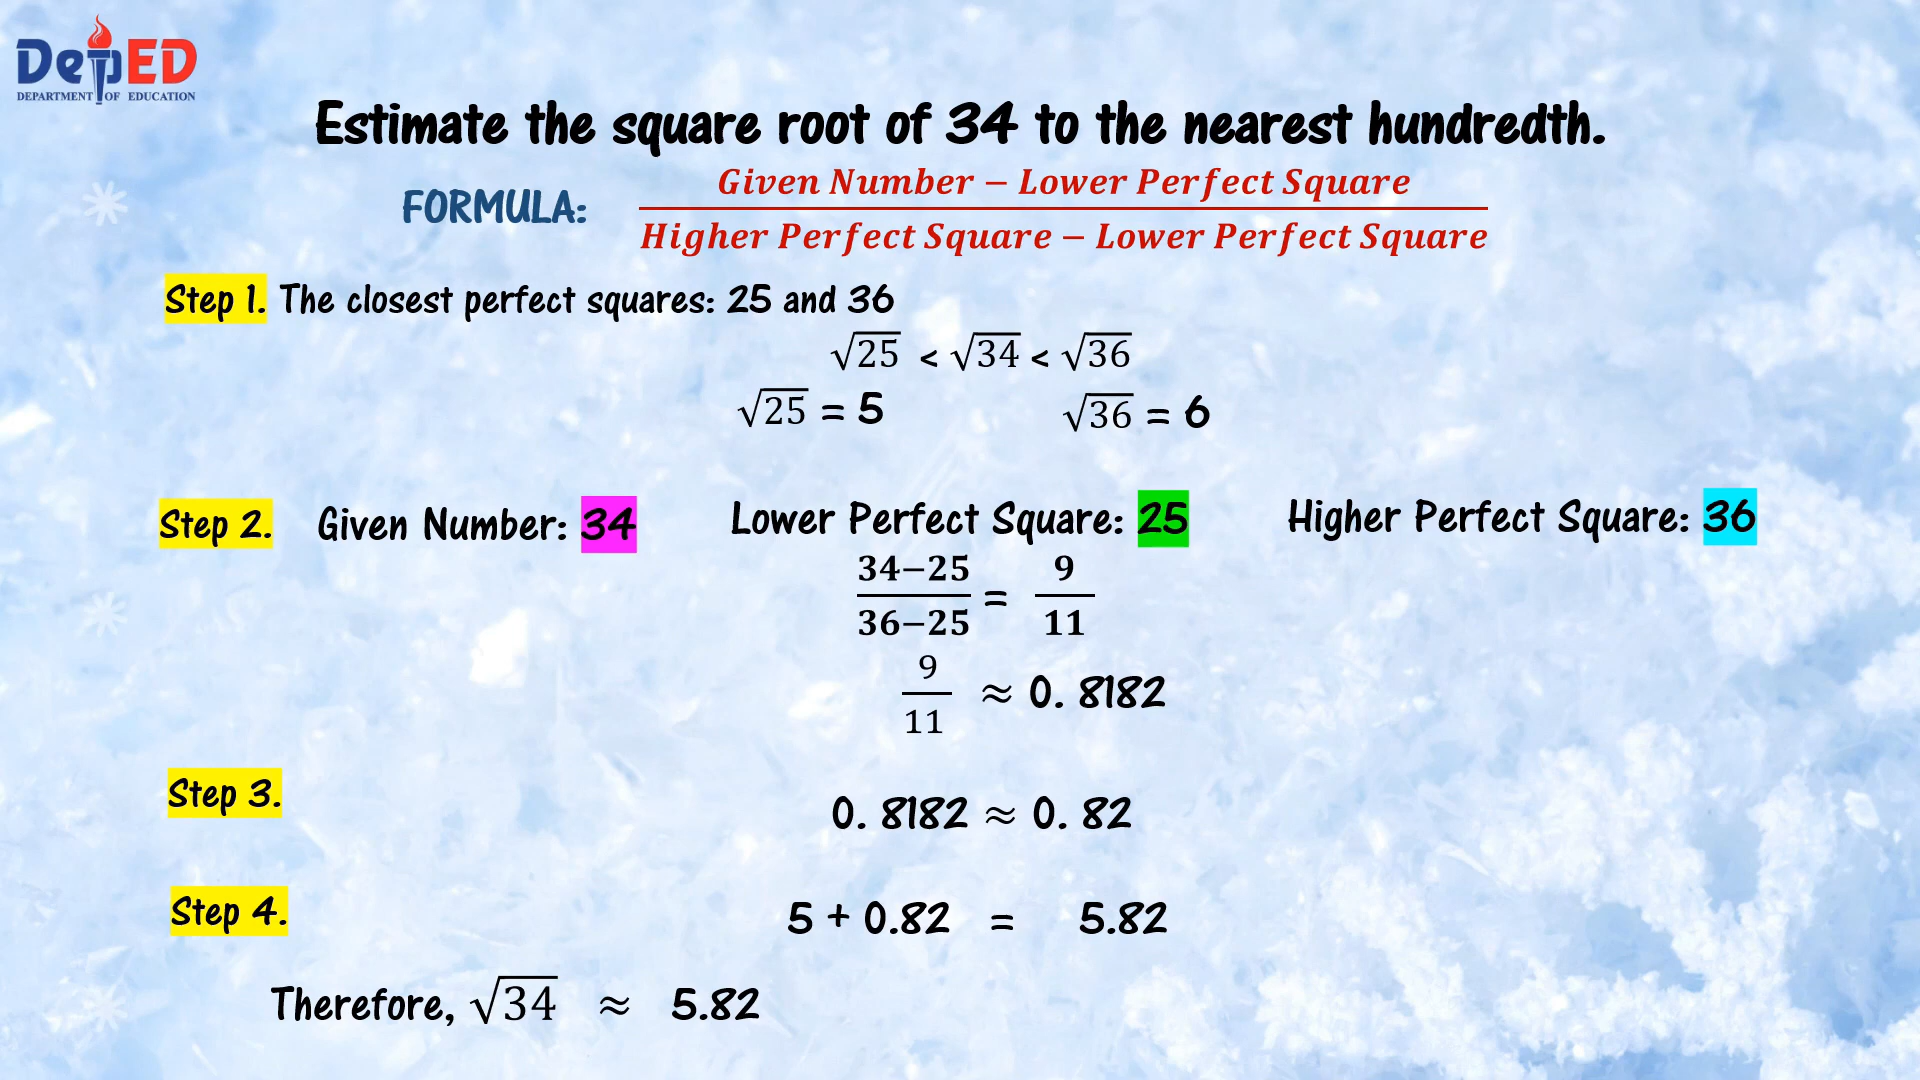 DepED
DEPARTMENT OF EDUCATION
Estimate the square root of 34 to the nearest hundredth.
FORMULA:
Given Number − Lower Perfect Square
Higher Perfect Square − Lower Perfect Square
Step 1. The closest perfect squares: 25 and 36
√25 < √34 < √36
√25 = 5 √36 = 6
Step 2. Given Number: 34 Lower Perfect Square: 25 Higher Perfect Square: 36
34−25 9
= 
36−25 11
9
≈ 0. 8182
11
Step 3. 0. 8182 ≈ 0. 82
Step 4. 5 + 0.82 = 5.82
Therefore, √34 ≈ 5.82